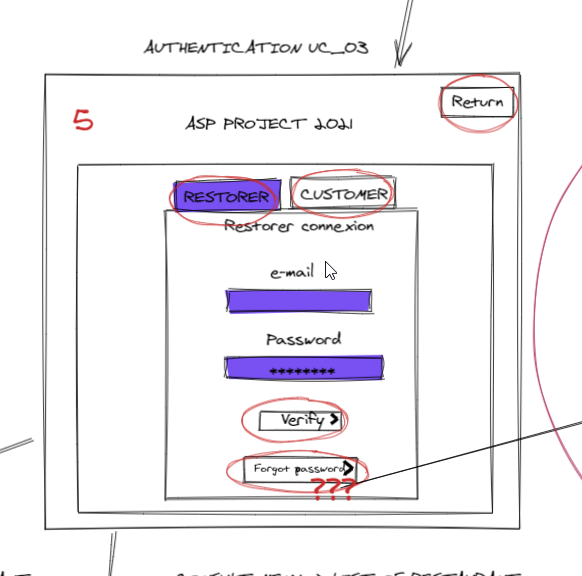 AUTHENTICATION UC_03
Return
5
ASP PROJECT 2021
RESTORER
CUSTOMER
Restorer connexion
e-mail
Password
********
Verify >
Forgot password >
???